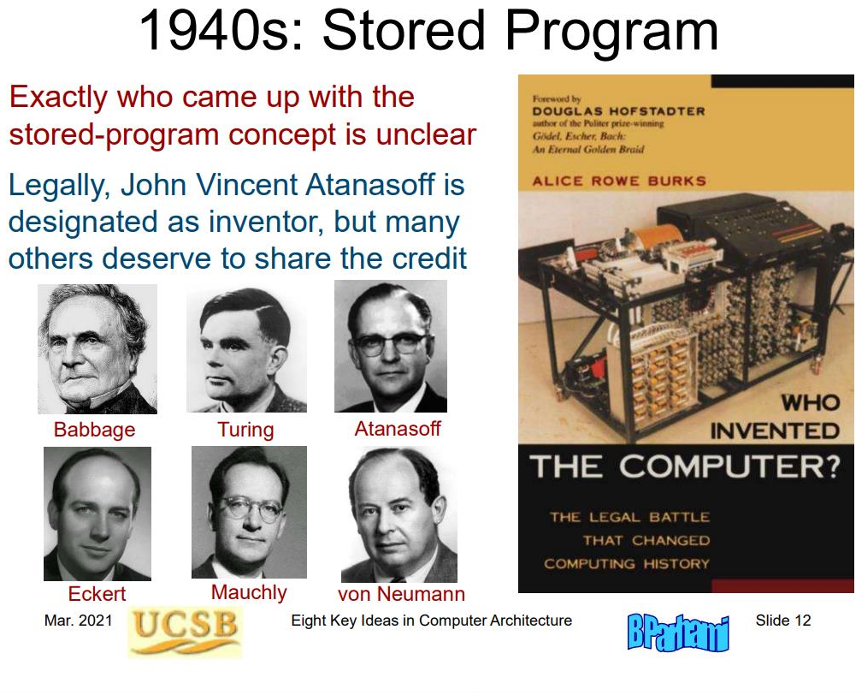 1940s: Stored Program
Exactly who came up with the
stored-program concept is unclear
Legally, John Vincent Atanasoff is
designated as inventor, but many
others deserve to share the credit
Babbage
Turing
Atanasoff
Eckert
Mauchly
von Neumann
Foreword by
DOUGLAS HOFSTADTER
author of the Puliter prize-winning
Gödel, Escher, Bach:
An Eternal Golden Braid
ALICE ROWE BURKS
WHO
INVENTED
THE COMPUTER?
THE LEGAL BATTLE
THAT CHANGED
COMPUTING HISTORY
Mar. 2021
UCSB
Eight Key Ideas in Computer Architecture
B Parhami
Slide 12